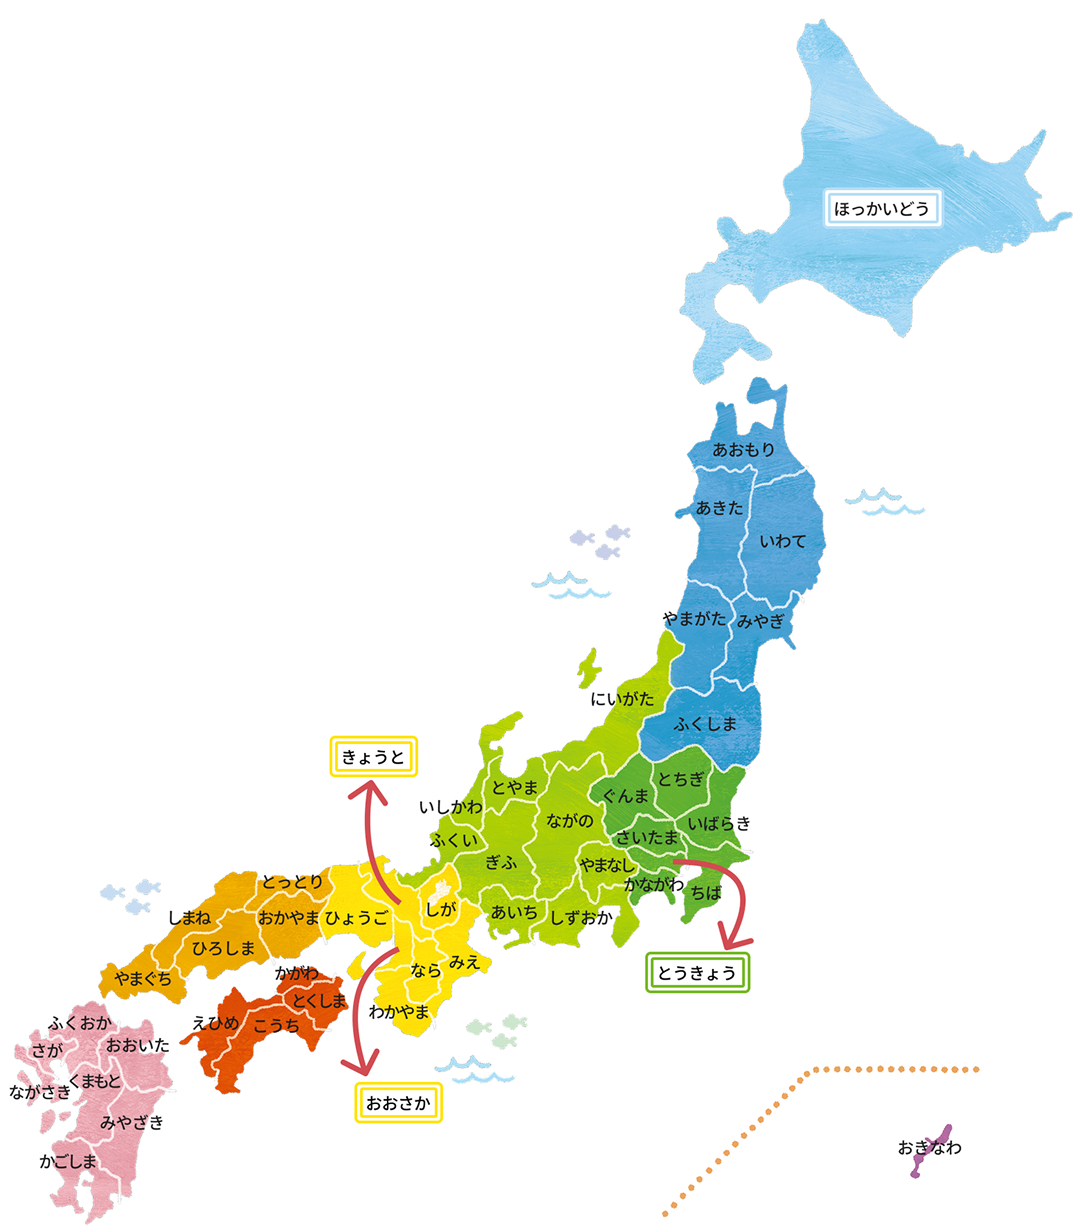 ほっかいどう
あおもり
あきた
いわて
やまがた
みやぎ
にいがた
ふくしま
きょうと
とやま
とちぎ
ぐんま
いしかわ
ながの
いばらき
さいたま
ふくい
ぎふ
やまなし
かながわ
ちば
とっとり
しまね
おかやま
ひょうご
しが
あいち
しずおか
ひろしま
やまぐち
かがわ
なら
みえ
とうきょう
とくしま
わかやま
えひめ
こうち
ふくおか
さが
おおいた
ながさき
くまもと
おおさか
みやざき
かごしま
おきなわ